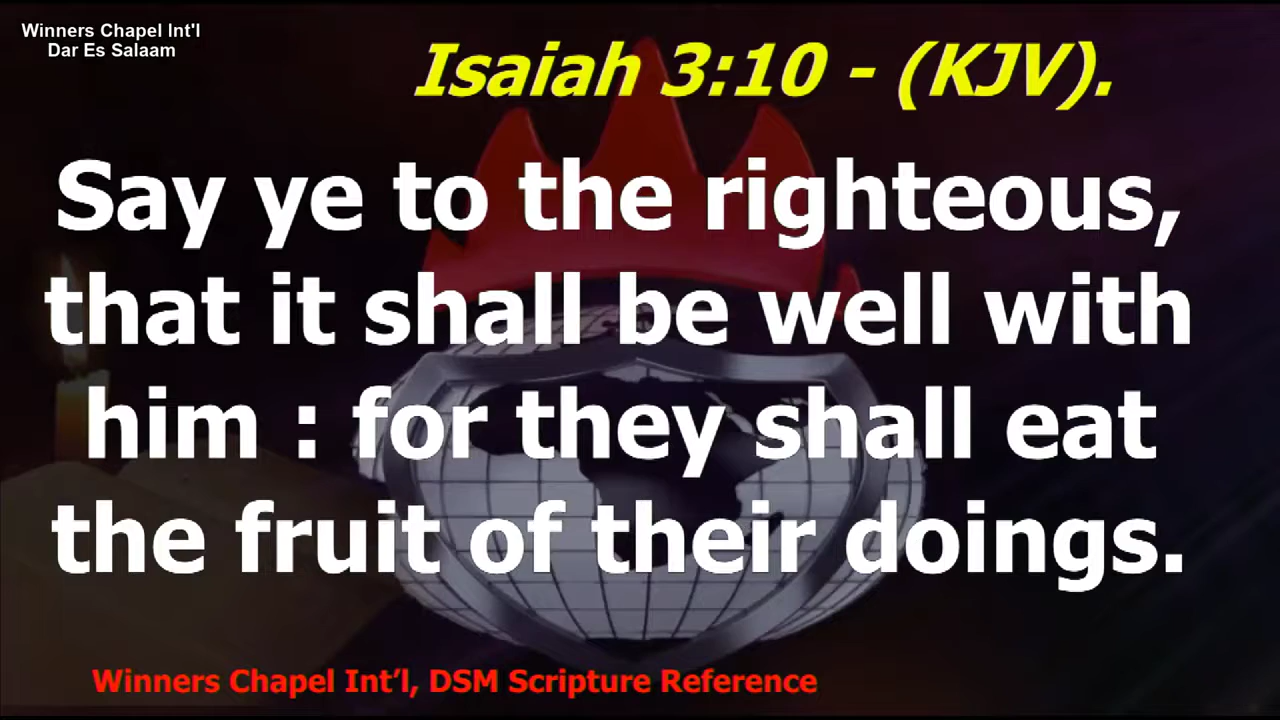 Winners Chapel Int'l
Dar Es Salaam
Isaiah 3:10 - (KJV).
Say ye to the righteous,
that it shall be well with
him : for they shall eat
the fruit of their doings.
Winners Chapel Int’l, DSM Scripture Reference